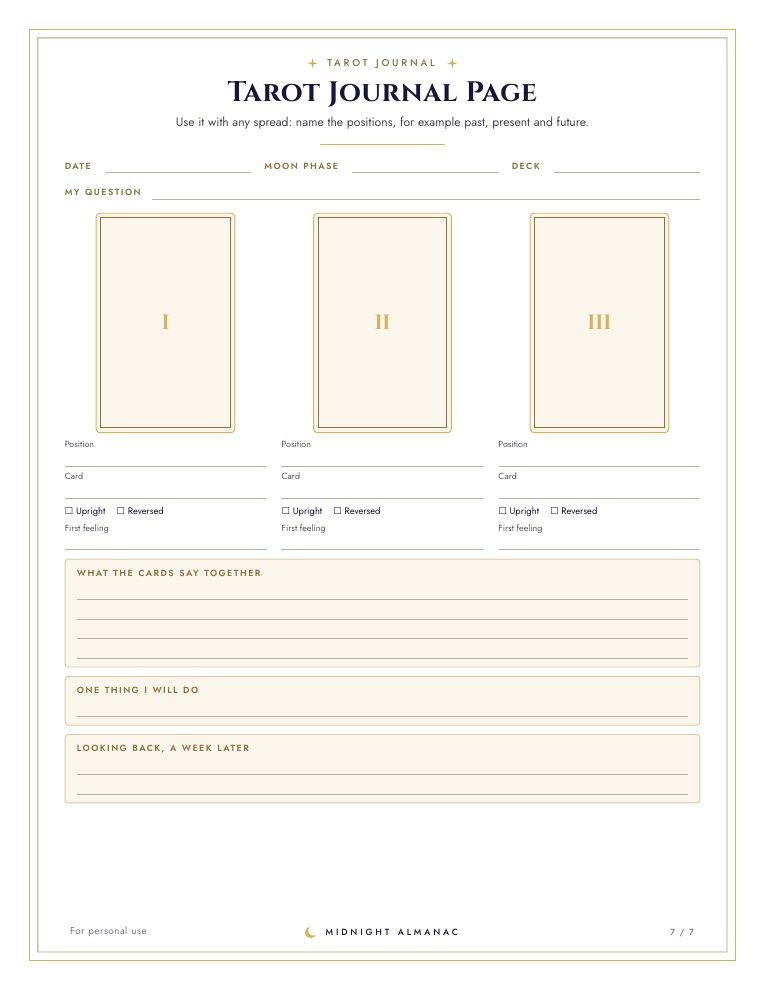 TAROT JOURNAL
Tarot Journal Page
Use it with any spread: name the positions, for example past, present and future.
DATE MOON PHASE DECK
MY QUESTION
I II III
Position Position Position
Card Card Card
☐ Upright ☐ Reversed ☐ Upright ☐ Reversed ☐ Upright ☐ Reversed
First feeling First feeling First feeling
WHAT THE CARDS SAY TOGETHER
ONE THING I WILL DO
LOOKING BACK, A WEEK LATER
For personal use MIDNIGHT ALMANAC 7 / 7